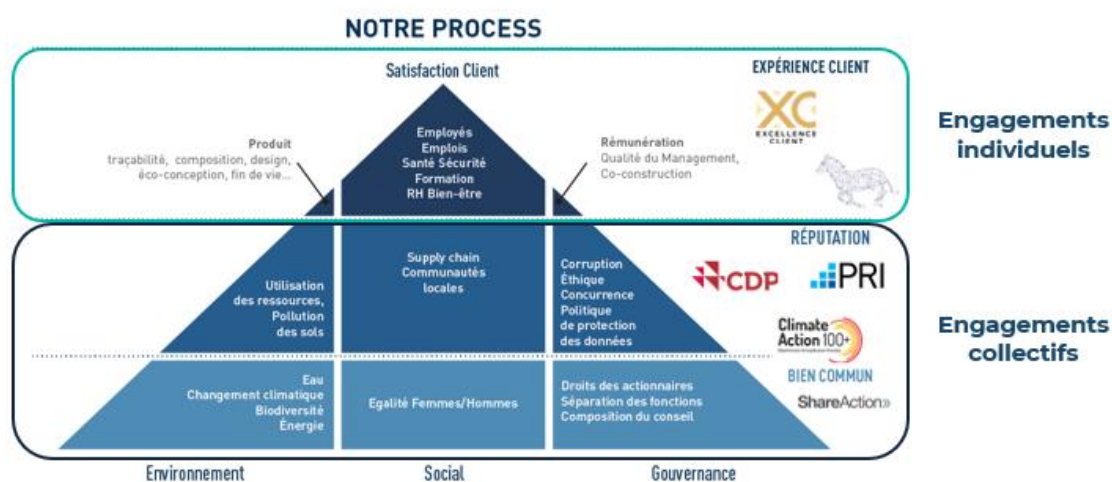 NOTRE PROCESS
Satisfaction Client
EXPÉRIENCE CLIENT
XC
EXCELLENCE
CLIENT
Produit
traçabilité, composition, design,
éco-conception, fin de vie...
Employés
Emplois
Santé Sécurité
Formation
RH Bien-être
Rémunération
Qualité du Management,
Co-construction
Engagements
individuels
RÉPUTATION
CDP
PRI
Utilisation
des ressources,
Pollution
des sols
Supply chain
Communautés
locales
Corruption
Éthique
Concurrence
Politique
de protection
des données
Climate
Action 100+
Engagements
collectifs
BIEN COMMUN
ShareAction»
Eau
Changement climatique
Biodiversité
Énergie
Egalité Femmes/Hommes
Droits des actionnaires
Séparation des fonctions
Composition du conseil
Environnement
Social
Gouvernance